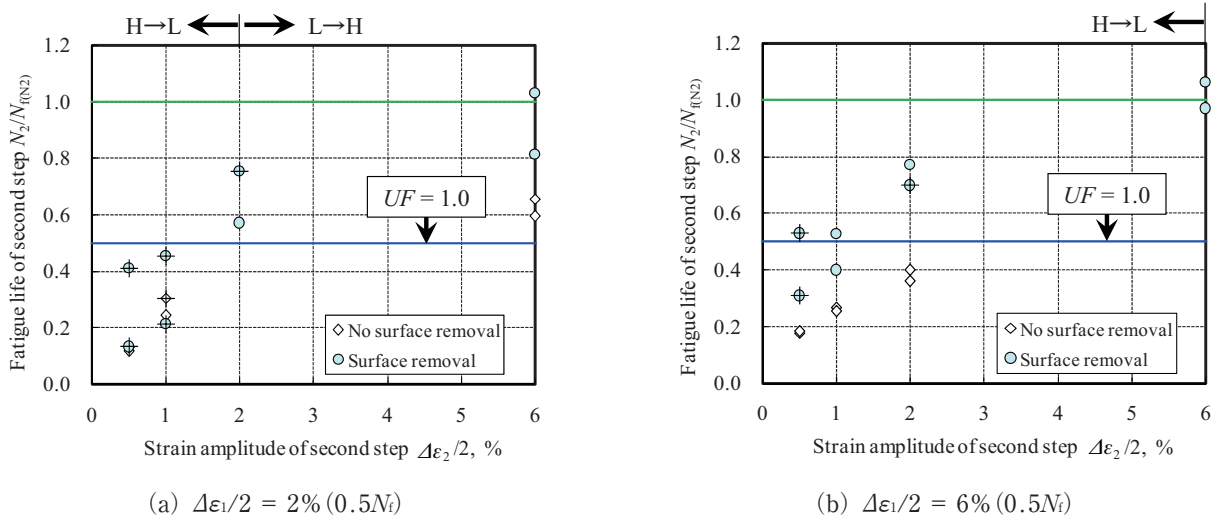 H→L
L→H
1.2
1.0
0.8
0.6
0.4
0.2
0.0
Fatigue life of second step N₂/N_f(N2)
UF = 1.0
No surface removal
Surface removal
0 1 2 3 4 5 6
Strain amplitude of second step Δε₂/2, %
(a) Δε₁/2 = 2% (0.5N_f)
H→L
1.2
1.0
0.8
0.6
0.4
0.2
0.0
Fatigue life of second step N₂/N_f(N2)
UF = 1.0
No surface removal
Surface removal
0 1 2 3 4 5 6
Strain amplitude of second step Δε₂/2, %
(b) Δε₁/2 = 6% (0.5N_f)